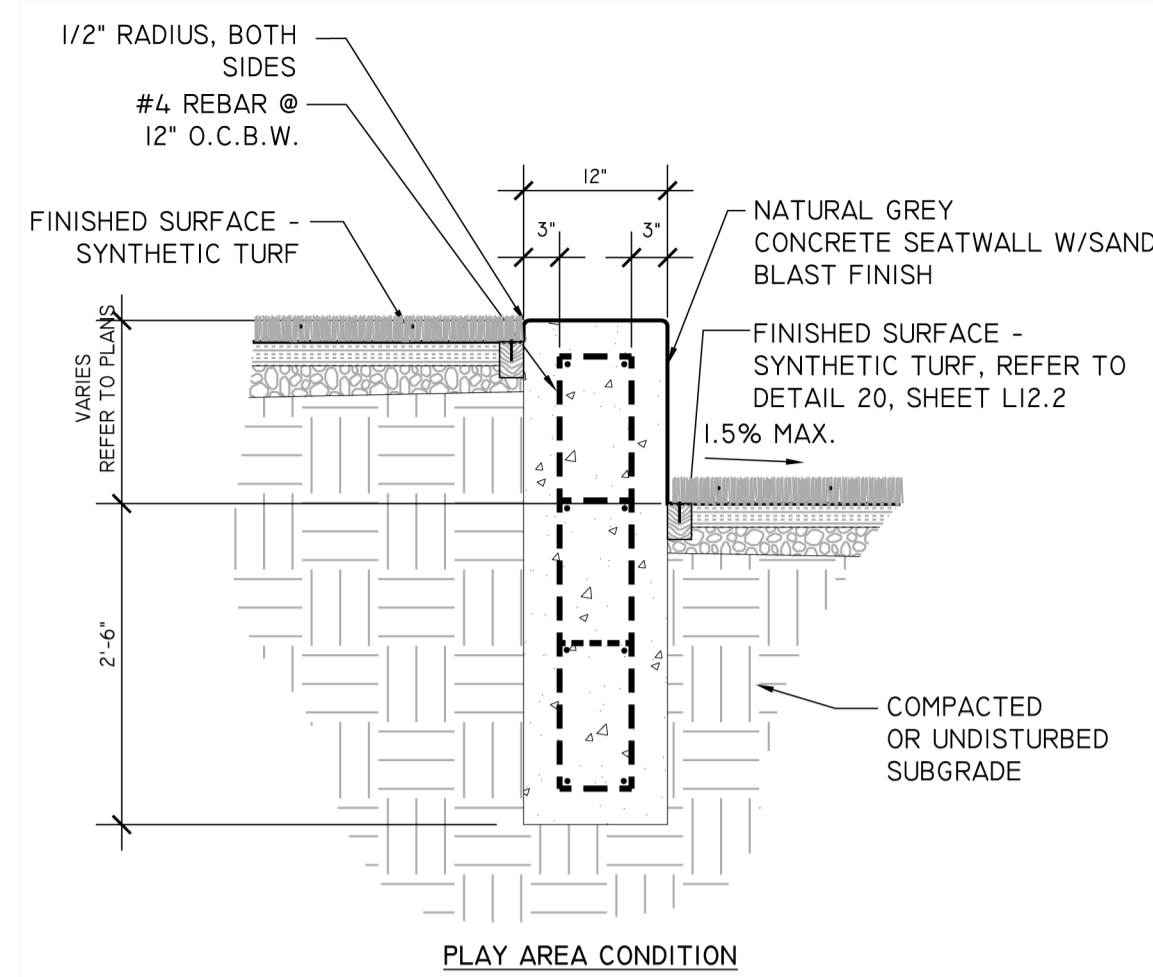 1/2" RADIUS, BOTH
SIDES
#4 REBAR @
12" O.C.B.W.
FINISHED SURFACE -
SYNTHETIC TURF
12"
3"
3"
NATURAL GREY
CONCRETE SEATWALL W/SAND
BLAST FINISH
FINISHED SURFACE -
SYNTHETIC TURF, REFER TO
DETAIL 20, SHEET L12.2
1.5% MAX.
VARIES
REFER TO PLANS
2'-6"
COMPACTED
OR UNDISTURBED
SUBGRADE
PLAY AREA CONDITION